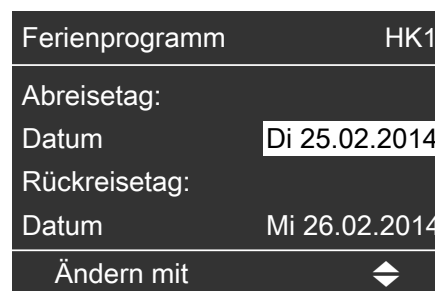 Ferienprogramm HK1
Abreisetag:
Datum Di 25.02.2014
Rückreisetag:
Datum Mi 26.02.2014
Ändern mit